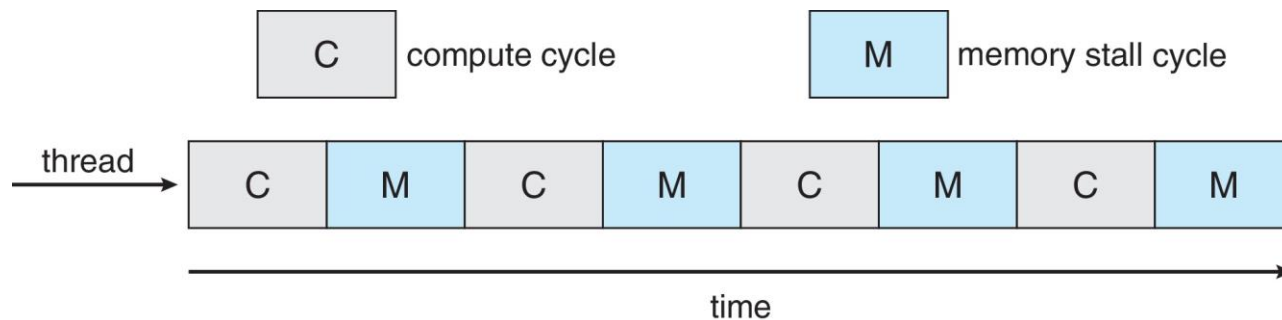 C compute cycle M memory stall cycle
thread
C M C M C M C M
time